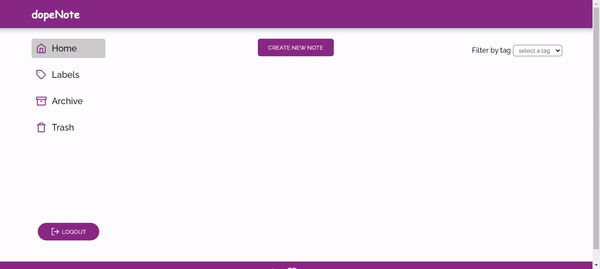 dopeNote
Home
CREATE NEW NOTE
Filter by tag select a tag
Labels
Archive
Trash
LOGOUT